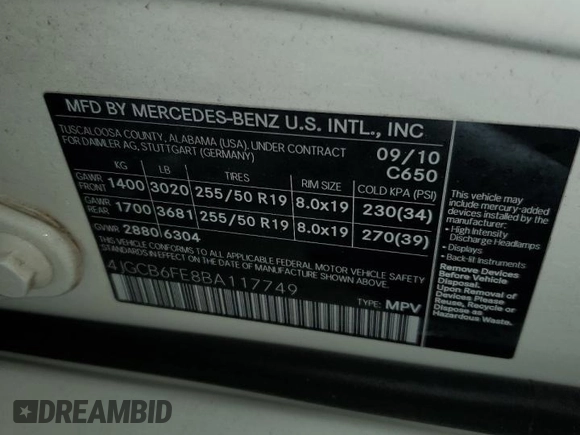 MFD BY MERCEDES-BENZ U.S. INTL., INC
TUSCALOOSA COUNTY, ALABAMA (USA). UNDER CONTRACT
FOR DAIMLER AG, STUTTGART (GERMANY)
09/10
C650
KG LB TIRES RIM SIZE COLD KPA (PSI)
GAWR FRONT 1400 3020 255/50 R19 8.0x19 230(34)
GAWR REAR 1700 3681 255/50 R19 8.0x19 270(39)
GVWR 2880 6304
THIS VEHICLE CONFORMS TO ALL APPLICABLE FEDERAL MOTOR VEHICLE SAFETY
STANDARDS IN EFFECT ON THE DATE OF MANUFACTURE SHOWN ABOVE.
4JGCB6FE8BA117749
TYPE: MPV
This vehicle may
include mercury-added
devices installed by the
manufacturer:
• High Intensity
Discharge Headlamps
• Displays
• Back-lit Instruments
Remove Devices
Before Vehicle
Disposal.
Upon Removal of
Devices Please
Reuse, Recycle or
Dispose as
Hazardous Waste.
DREAMBID